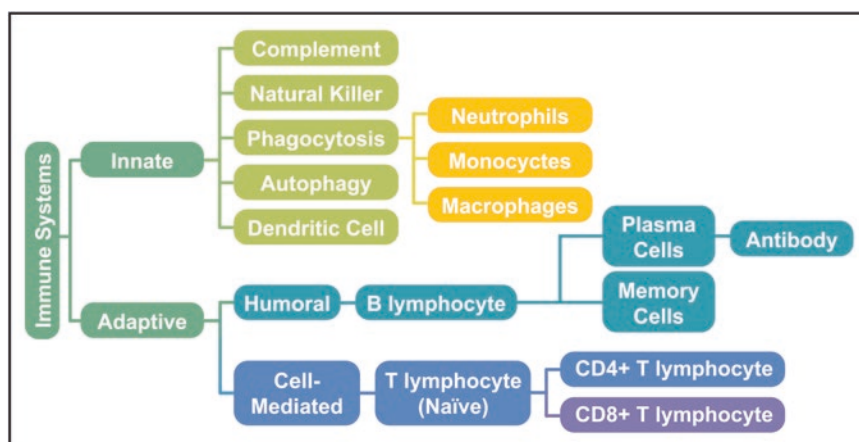 Immune Systems
Innate
Complement
Natural Killer
Phagocytosis
Autophagy
Dendritic Cell
Neutrophils
Monocyctes
Macrophages
Adaptive
Humoral
B lymphocyte
Plasma
Cells
Antibody
Memory
Cells
Cell-
Mediated
T lymphocyte
(Naïve)
CD4+ T lymphocyte
CD8+ T lymphocyte